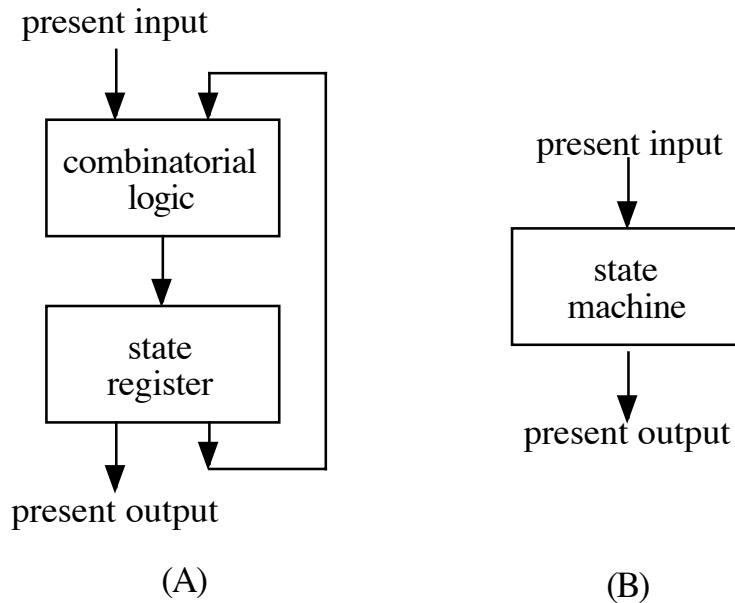 present input
combinatorial
logic
state
register
present output
(A)
present input
state
machine
present output
(B)